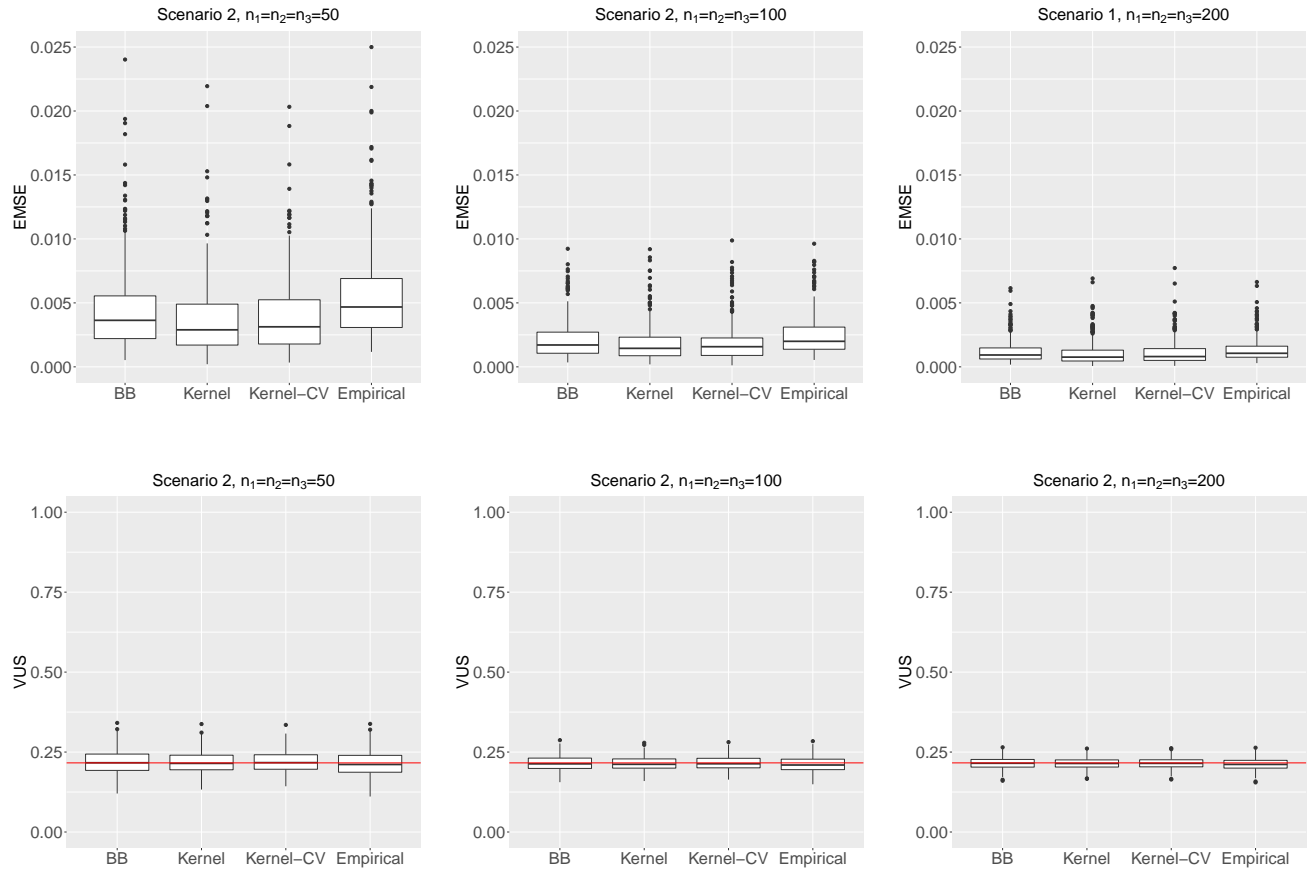 Scenario 2, n₁=n₂=n₃=50
EMSE
0.025
0.020
0.015
0.010
0.005
0.000
BB Kernel Kernel−CV Empirical
Scenario 2, n₁=n₂=n₃=100
EMSE
0.025
0.020
0.015
0.010
0.005
0.000
BB Kernel Kernel−CV Empirical
Scenario 1, n₁=n₂=n₃=200
EMSE
0.025
0.020
0.015
0.010
0.005
0.000
BB Kernel Kernel−CV Empirical
Scenario 2, n₁=n₂=n₃=50
VUS
1.00
0.75
0.50
0.25
0.00
BB Kernel Kernel−CV Empirical
Scenario 2, n₁=n₂=n₃=100
VUS
1.00
0.75
0.50
0.25
0.00
BB Kernel Kernel−CV Empirical
Scenario 2, n₁=n₂=n₃=200
VUS
1.00
0.75
0.50
0.25
0.00
BB Kernel Kernel−CV Empirical